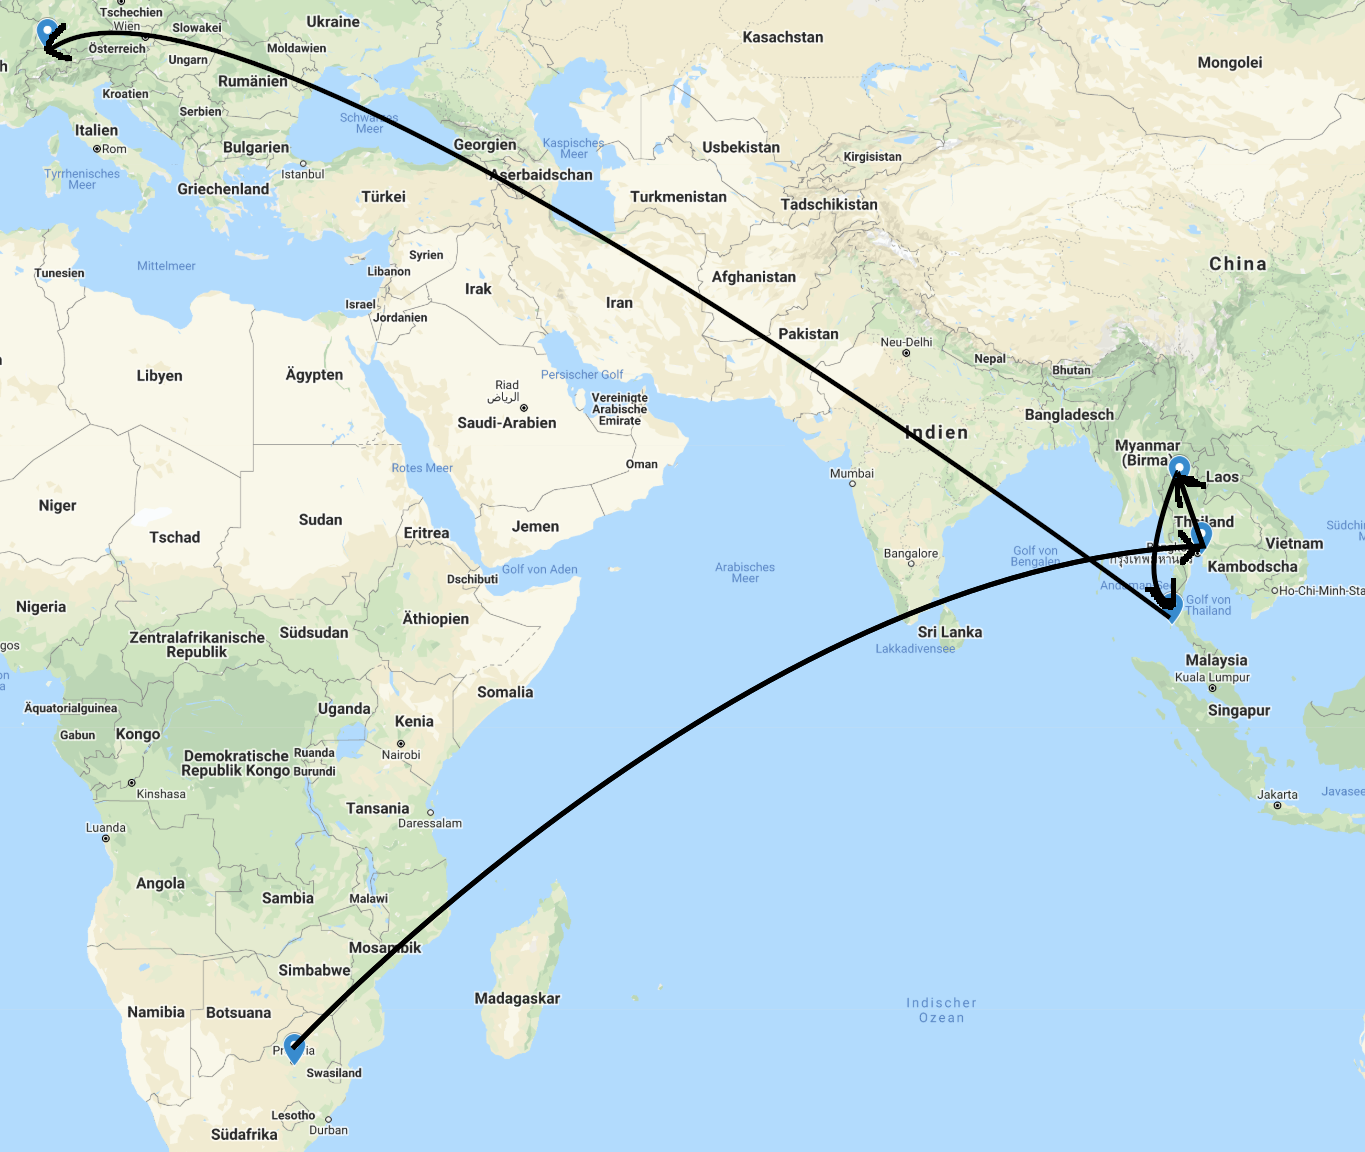 Tschechien
Wien
Slowakei
Ukraine
Kasachstan
Mongolei
Österreich
Ungarn
Moldawien
h
Kroatien
Rumänien
Serbien
Schwarzes
Meer
Italien
Rom
Bulgarien
Georgien
Kaspisches
Meer
Usbekistan
Kirgisistan
Tyrrhenisches
Meer
Istanbul
Griechenland
Türkei
Aserbaidschan
Turkmenistan
Tadschikistan
Tunesien
Mittelmeer
Syrien
Libanon
Irak
Israel
Jordanien
Iran
Afghanistan
China
Pakistan
Neu-Delhi
Nepal
Bhutan
Libyen
Ägypten
Riad
الرياض
Saudi-Arabien
Persischer Golf
Vereinigte
Arabische
Emirate
Bangladesch
Indien
Myanmar
(Birma)
Rotes Meer
Oman
Mumbai
Laos
Niger
Tschad
Sudan
Eritrea
Jemen
Thailand
Südchi
Vietnam
Bangalore
Golf von
Bengalen
Arabisches
Meer
Golf von Aden
Dschibuti
Kambodscha
Andaman
Ho-Chi-Minh-Sta
Golf von
Thailand
Nigeria
Zentralafrikanische
Republik
Südsudan
Äthiopien
Sri Lanka
Lakkadivensee
gos
on
a
Malaysia
Kuala Lumpur
Somalia
Singapur
Äquatorialguinea
Gabun
Kongo
Uganda
Kenia
Nairobi
Demokratische
Republik Kongo
Ruanda
Burundi
Kinshasa
Tansania
Daressalam
Jakarta
Javasee
Luanda
Angola
Sambia
Malawi
Mosambik
Simbabwe
Madagaskar
Namibia
Botsuana
Indischer
Ozean
Pr ia
Swasiland
Lesotho
Durban
Südafrika